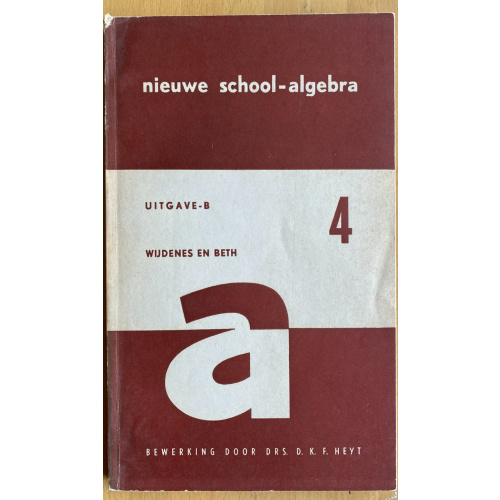 nieuwe school-algebra
UITGAVE-B
4
WIJDENES EN BETH
a
BEWERKING DOOR DRS. D. K. F. HEYT